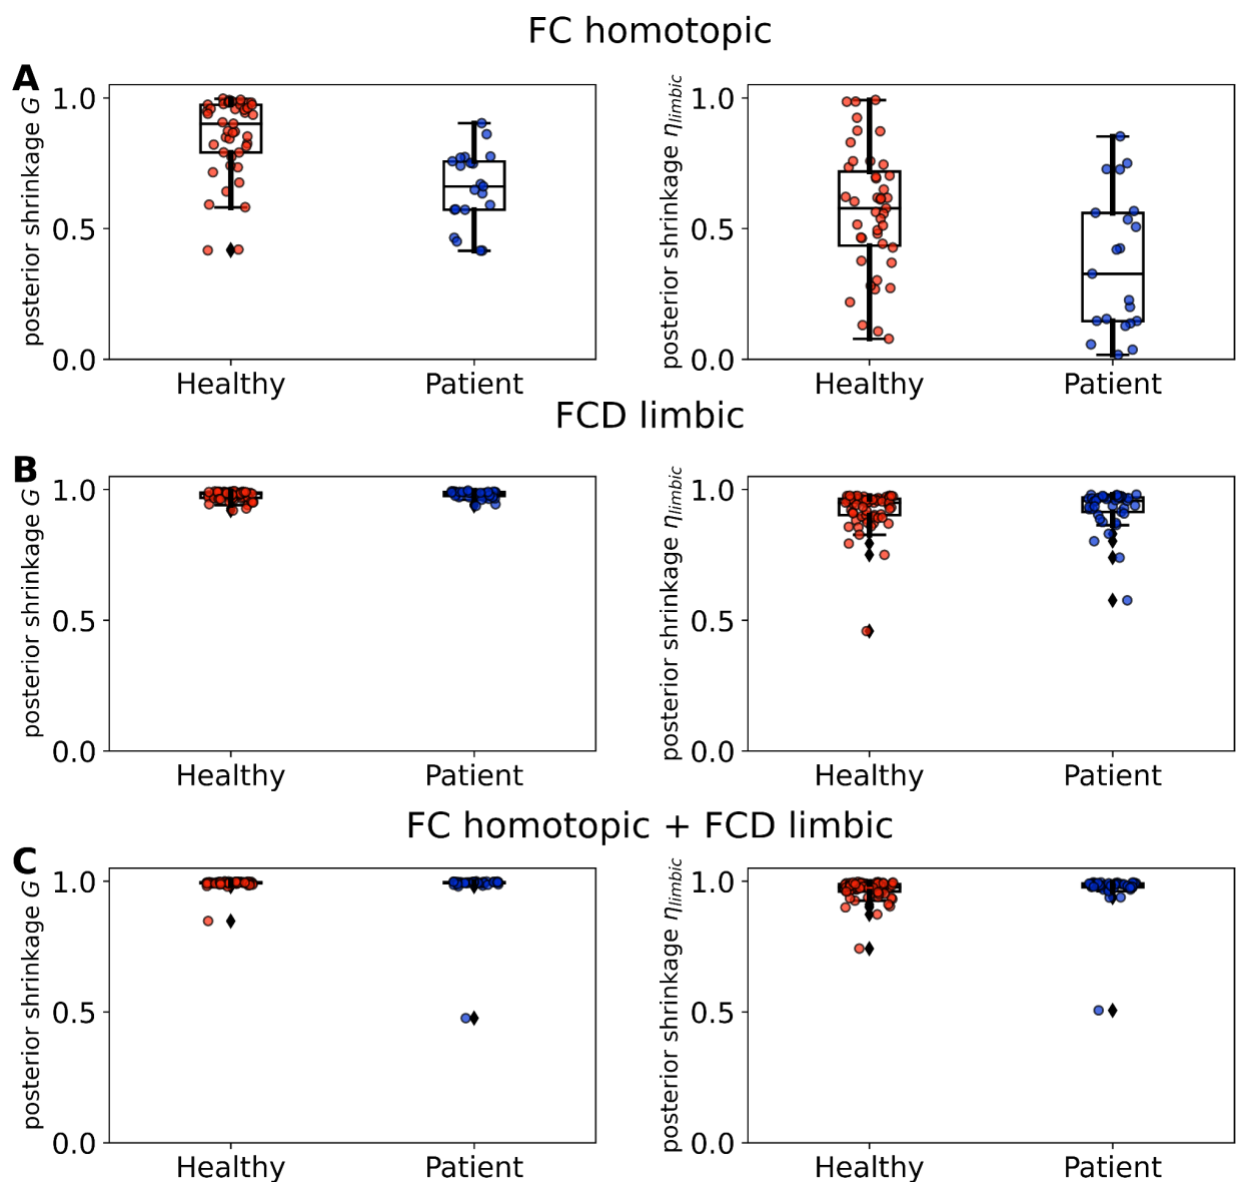 FC homotopic
A
posterior shrinkage G
1.0
0.5
0.0
Healthy Patient
posterior shrinkage ηlimbic
1.0
0.5
0.0
Healthy Patient
FCD limbic
B
posterior shrinkage G
1.0
0.5
0.0
Healthy Patient
posterior shrinkage ηlimbic
1.0
0.5
0.0
Healthy Patient
FC homotopic + FCD limbic
C
posterior shrinkage G
1.0
0.5
0.0
Healthy Patient
posterior shrinkage ηlimbic
1.0
0.5
0.0
Healthy Patient